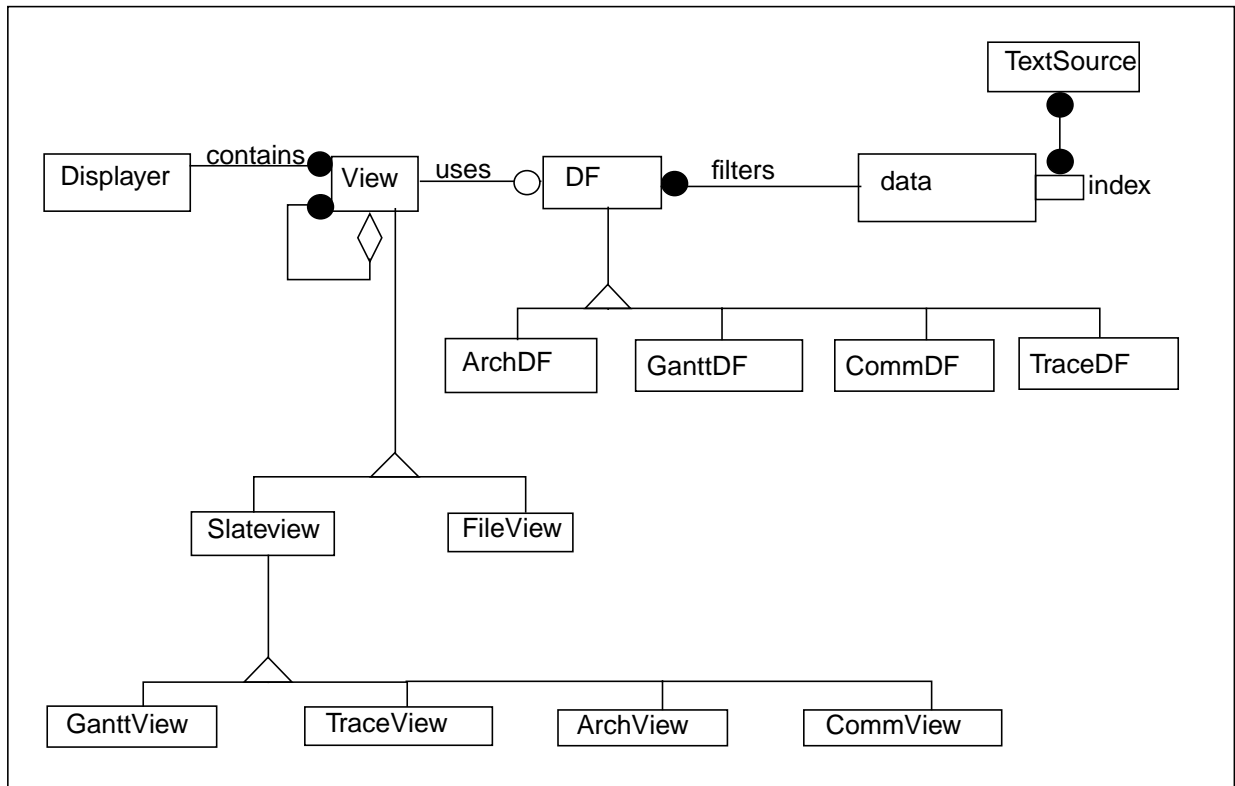 TextSource
Displayer
contains
View
uses
DF
filters
data
index
ArchDF
GanttDF
CommDF
TraceDF
Slateview
FileView
GanttView
TraceView
ArchView
CommView